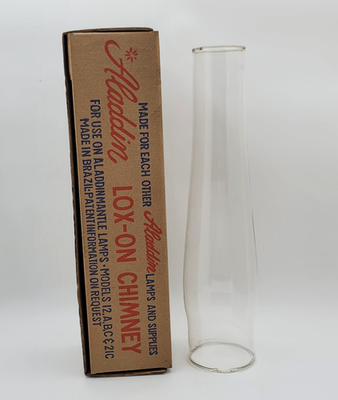 MADE FOR EACH OTHER Aladdin LAMPS AND SUPPLIES
Aladdin LOX-ON CHIMNEY
FOR USE ON ALADDIN MANTLE LAMPS • MODELS 12,A,B,C & 21C
MADE IN BRAZIL • PATENT INFORMATION ON REQUEST